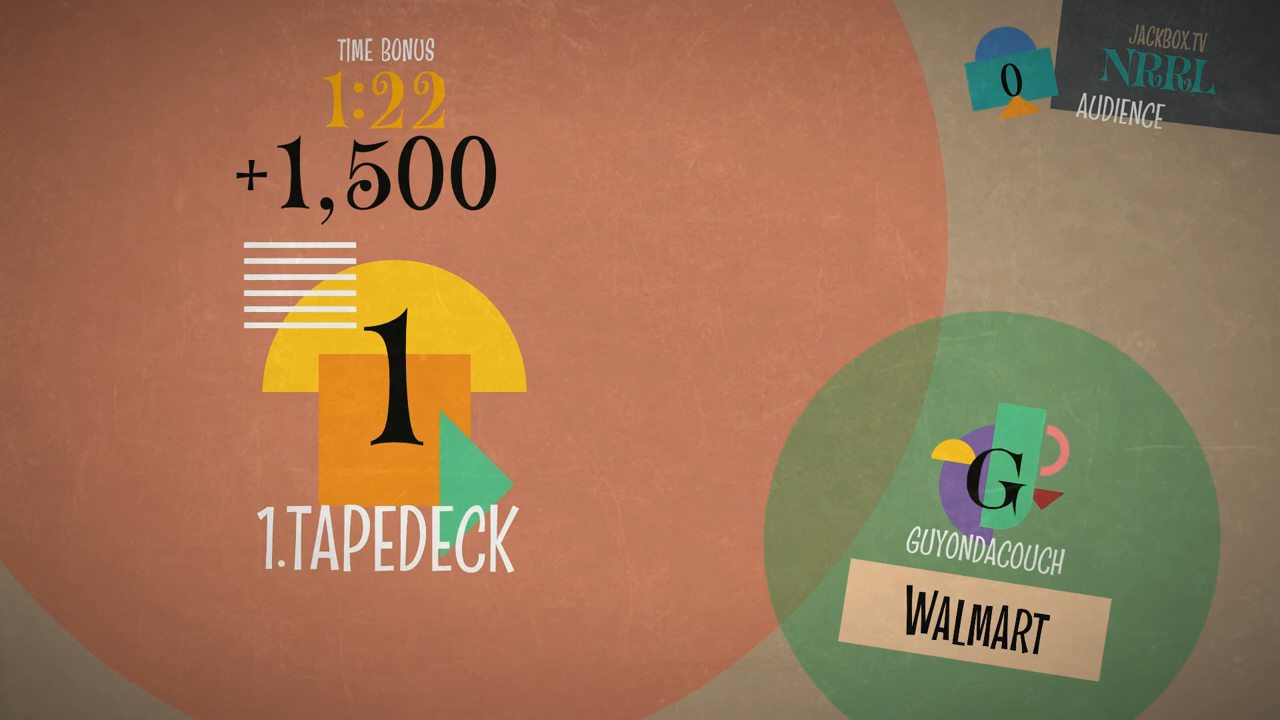 TIME BONUS
1:22
+1,500
1
1.TAPEDECK
JACKBOX.TV
NRRL
0
AUDIENCE
G
GUYONDACOUCH
WALMART